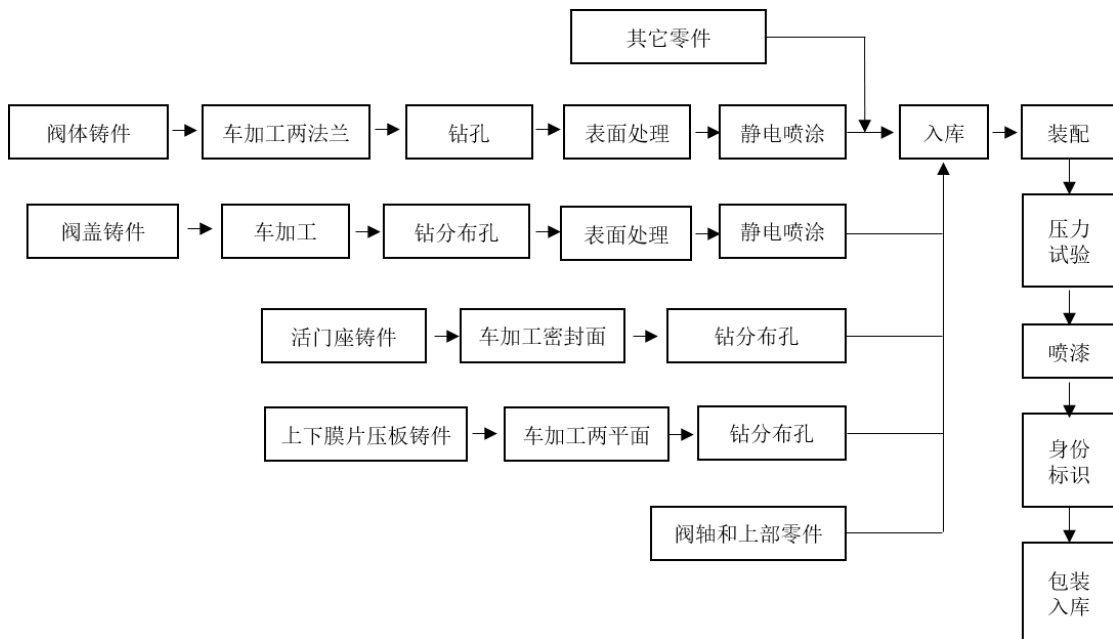 其它零件
阀体铸件
车加工两法兰
钻孔
表面处理
静电喷涂
入库
装配
阀盖铸件
车加工
钻分布孔
表面处理
静电喷涂
压力
试验
活门座铸件
车加工密封面
钻分布孔
喷漆
上下膜片压板铸件
车加工两平面
钻分布孔
身份
标识
阀轴和上部零件
包装
入库